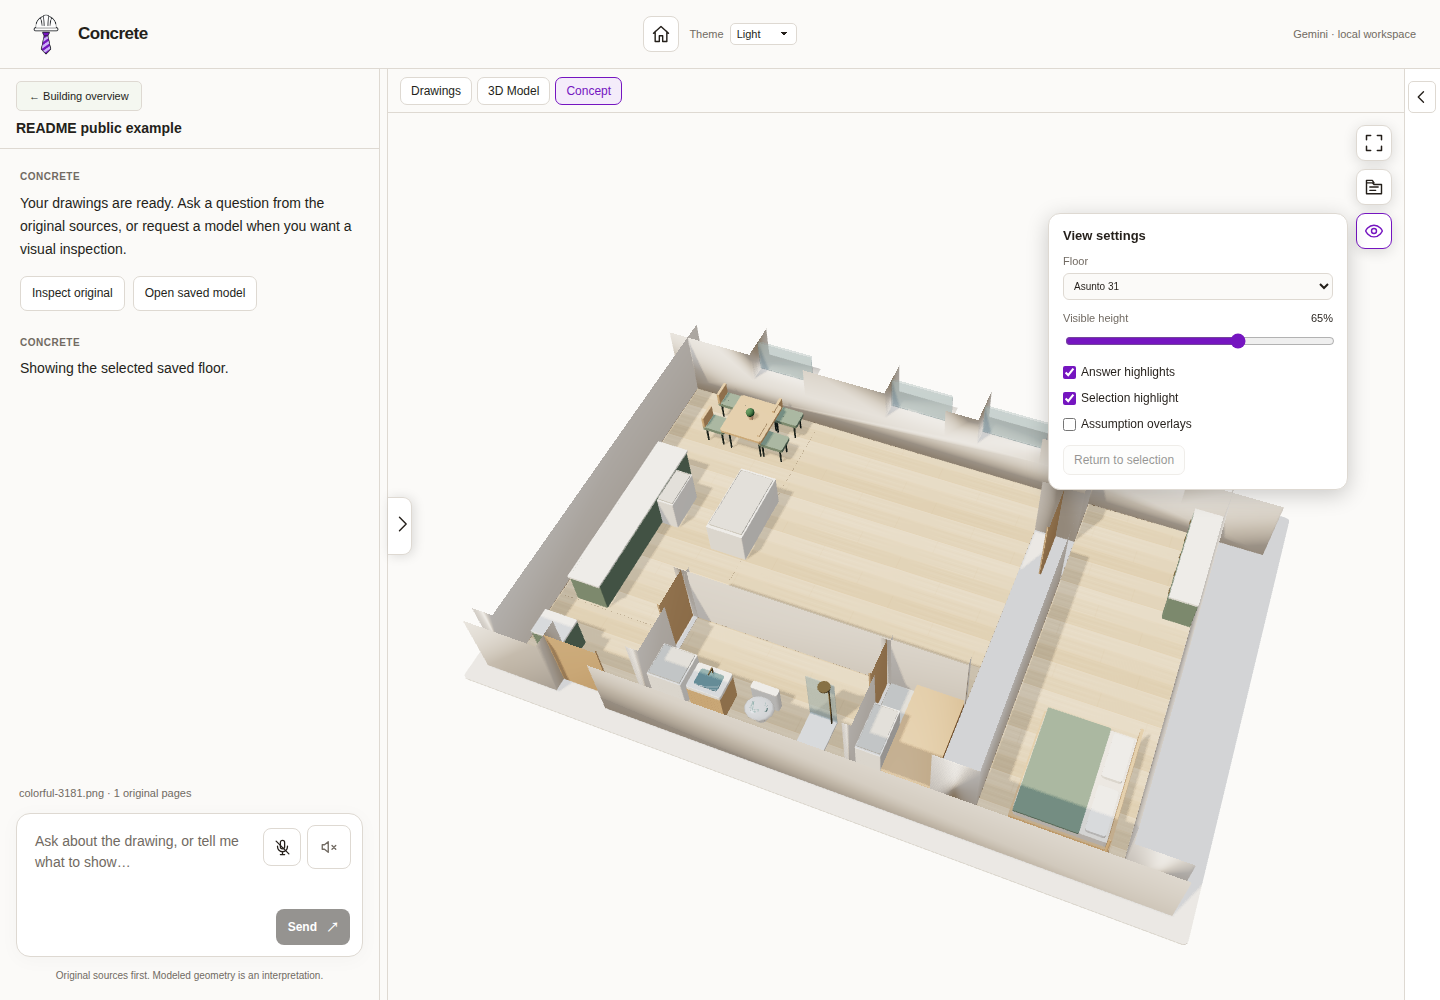 Concrete
Theme
Light
Gemini · local workspace
← Building overview
README public example
Drawings
3D Model
Concept
CONCRETE
Your drawings are ready. Ask a question from the
original sources, or request a model when you want a
visual inspection.
Inspect original
Open saved model
CONCRETE
Showing the selected saved floor.
View settings
Floor
Asunto 31
Visible height
65%
Answer highlights
Selection highlight
Assumption overlays
Return to selection
colorful-3181.png · 1 original pages
Ask about the drawing, or tell me
what to show…
Send ↗
Original sources first. Modeled geometry is an interpretation.